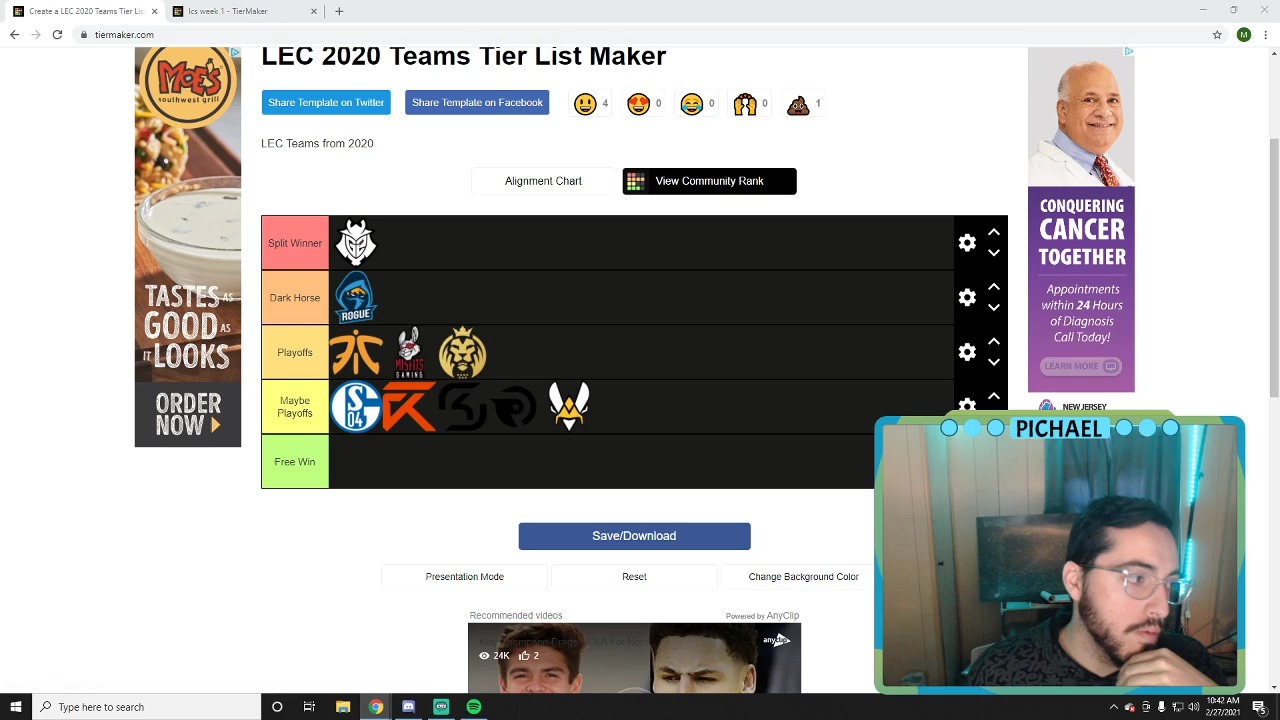 Create a LEC 2020 Teams Tier Lis
lcs week 1 - TierMaker
tiermaker.com
M
LEC 2020 Teams Tier List Maker
Share Template on Twitter
Share Template on Facebook
4
0
0
0
1
LEC Teams from 2020
Alignment Chart
View Community Rank
Split Winner
Dark Horse
ROGUE
Playoffs
MISFITS
GAMING
Maybe
Playoffs
S
04
Free Win
Save/Download
Presentation Mode
Reset
Change Background Color
Recommended videos
Powered by AnyClip
24K
2
anyclip
MOE'S
southwest grill
TASTES AS
GOOD AS
IT LOOKS
ORDER
NOW
CONQUERING
CANCER
TOGETHER
Appointments
within 24 Hours
of Diagnosis
Call Today!
LEARN MORE
NEW JERSEY
PICHAEL
Type here to search
10:42 AM
2/27/2021